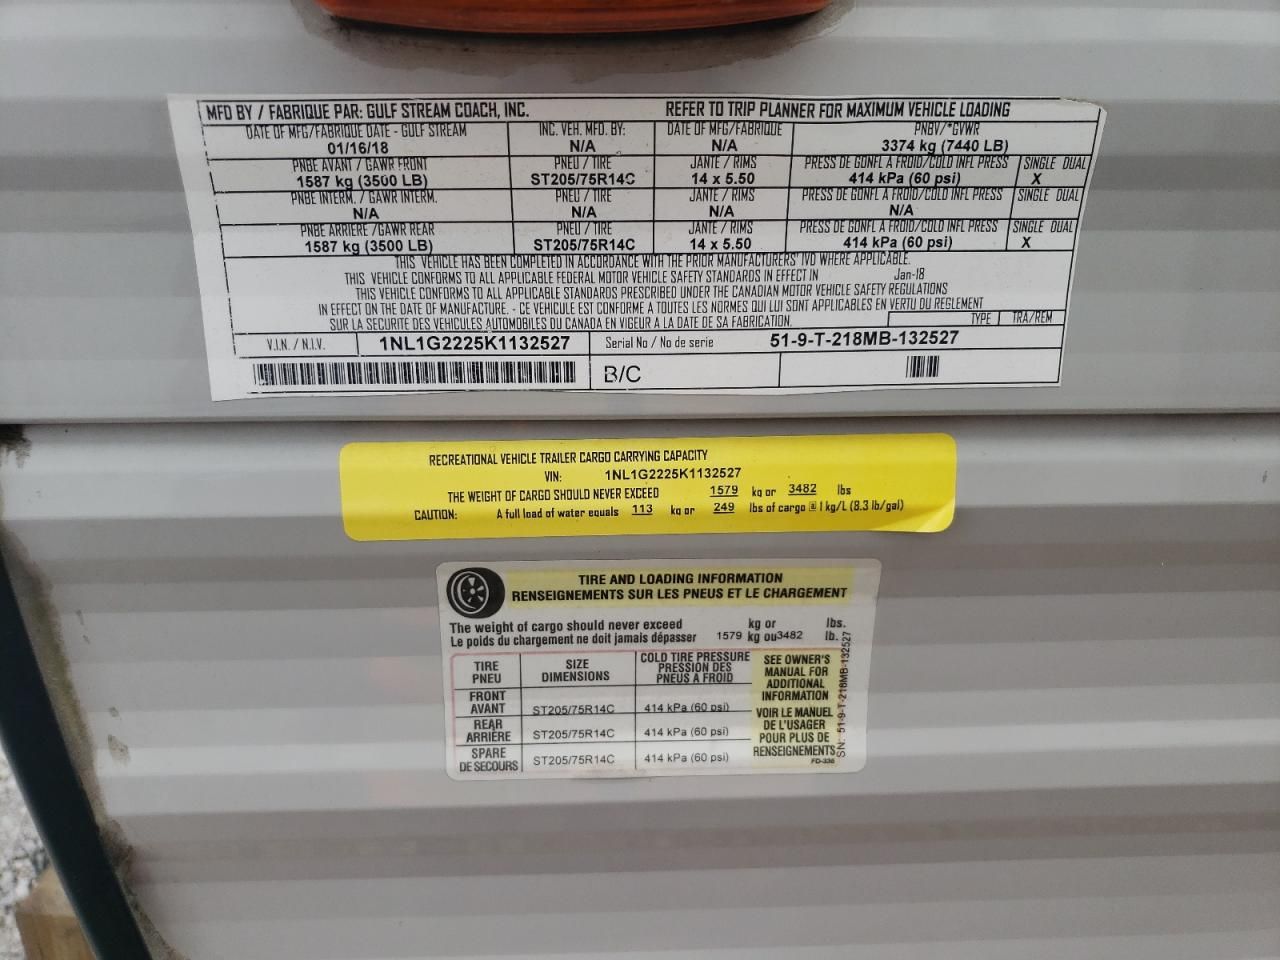 MFD BY / FABRIQUE PAR: GULF STREAM COACH, INC. REFER TO TRIP PLANNER FOR MAXIMUM VEHICLE LOADING
DATE OF MFG/FABRIQUE DATE - GULF STREAM INC. VEH. MFD. BY: DATE OF MFG/FABRIQUE PNBV/*GVWR
01/16/18 N/A N/A 3374 kg (7440 LB)
PNBE AVANT / GAWR FRONT PNEU / TIRE JANTE / RIMS PRESS DE GONFL A FROID/COLD INFL PRESS SINGLE DUAL
1587 kg (3500 LB) ST205/75R14C 14 x 5.50 414 kPa (60 psi) X
PNBE INTERM. / GAWR INTERM. PNEU / TIRE JANTE / RIMS PRESS DE GONFL A FROID/COLD INFL PRESS SINGLE DUAL
N/A N/A N/A N/A
PNBE ARRIERE /GAWR REAR PNEU / TIRE JANTE / RIMS PRESS DE GONFL A FROID/COLD INFL PRESS SINGLE DUAL
1587 kg (3500 LB) ST205/75R14C 14 x 5.50 414 kPa (60 psi) X
THIS VEHICLE HAS BEEN COMPLETED IN ACCORDANCE WITH THE PRIOR MANUFACTURERS' IVD WHERE APPLICABLE.
THIS VEHICLE CONFORMS TO ALL APPLICABLE FEDERAL MOTOR VEHICLE SAFETY STANDARDS IN EFFECT IN Jan-18
THIS VEHICLE CONFORMS TO ALL APPLICABLE STANDARDS PRESCRIBED UNDER THE CANADIAN MOTOR VEHICLE SAFETY REGULATIONS
IN EFFECT ON THE DATE OF MANUFACTURE. - CE VEHICULE EST CONFORME A TOUTES LES NORMES QUI LUI SONT APPLICABLES EN VERTU DU REGLEMENT
SUR LA SECURITE DES VEHICULES AUTOMOBILES DU CANADA EN VIGEUR A LA DATE DE SA FABRICATION. TYPE TRA/REM
V.I.N. / N.I.V. 1NL1G2225K1132527 Serial No / No de serie 51-9-T-218MB-132527
B/C
RECREATIONAL VEHICLE TRAILER CARGO CARRYING CAPACITY
VIN: 1NL1G2225K1132527
THE WEIGHT OF CARGO SHOULD NEVER EXCEED 1579 kg or 3482 lbs
CAUTION: A full load of water equals 113 kg or 249 lbs of cargo @ 1 kg/L (8.3 lb/gal)
TIRE AND LOADING INFORMATION
RENSEIGNEMENTS SUR LES PNEUS ET LE CHARGEMENT
The weight of cargo should never exceed kg or lbs.
Le poids du chargement ne doit jamais dépasser 1579 kg ou 3482 lb.
TIRE SIZE COLD TIRE PRESSURE
PNEU DIMENSIONS PRESSION DES
PNEUS A FROID
FRONT
AVANT ST205/75R14C 414 kPa (60 psi)
REAR
ARRIÈRE ST205/75R14C 414 kPa (60 psi)
SPARE
DE SECOURS ST205/75R14C 414 kPa (60 psi)
SEE OWNER'S
MANUAL FOR
ADDITIONAL
INFORMATION
VOIR LE MANUEL
DE L'USAGER
POUR PLUS DE
RENSEIGNEMENTS
FD-336
SN: 51-9-T-218MB-132527